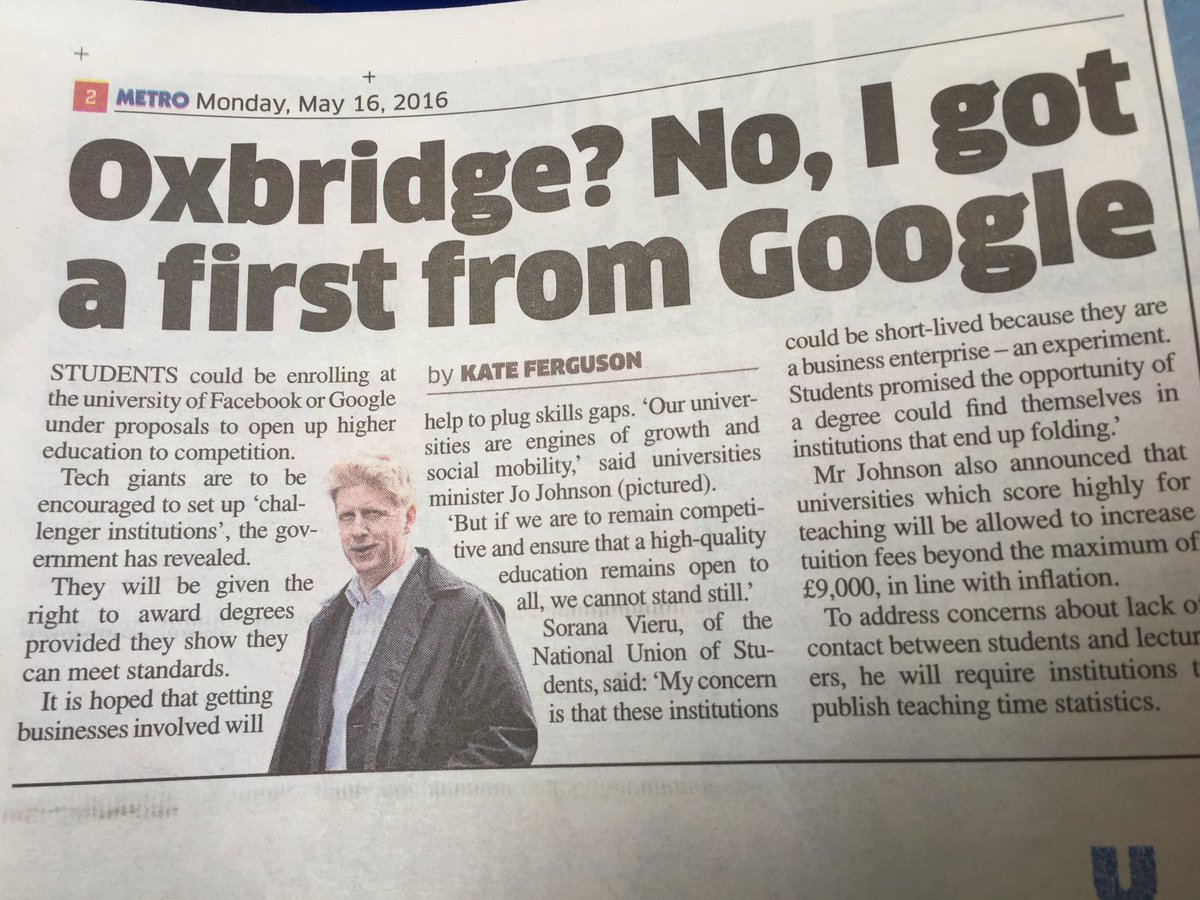 2 METRO Monday, May 16, 2016
Oxbridge? No, I got
a first from Google
STUDENTS could be enrolling at
the university of Facebook or Google
under proposals to open up higher
education to competition.
Tech giants are to be
encouraged to set up ‘chal-
lenger institutions’, the gov-
ernment has revealed.
They will be given the
right to award degrees
provided they show they
can meet standards.
It is hoped that getting
businesses involved will
by KATE FERGUSON
help to plug skills gaps. ‘Our univer-
sities are engines of growth and
social mobility,’ said universities
minister Jo Johnson (pictured).
‘But if we are to remain competi-
tive and ensure that a high-quality
education remains open to
all, we cannot stand still.’
Sorana Vieru, of the
National Union of Stu-
dents, said: ‘My concern
is that these institutions
could be short-lived because they are
a business enterprise – an experiment.
Students promised the opportunity of
a degree could find themselves in
institutions that end up folding.’
Mr Johnson also announced that
universities which score highly for
teaching will be allowed to increase
tuition fees beyond the maximum of
£9,000, in line with inflation.
To address concerns about lack o
contact between students and lectur
ers, he will require institutions t
publish teaching time statistics.
U